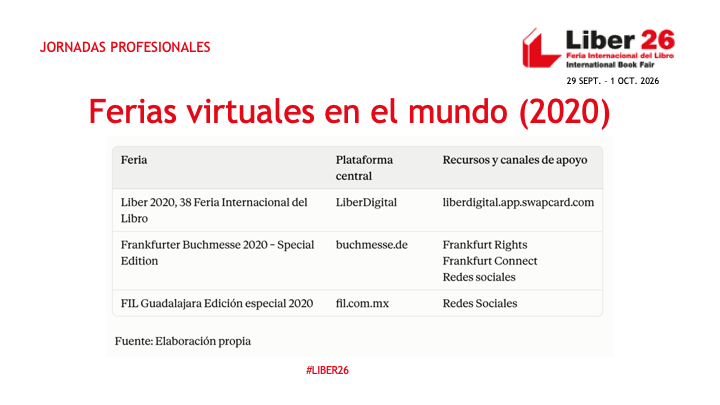 JORNADAS PROFESIONALES
Liber 26
Feria Internacional del Libro
International Book Fair
29 SEPT. - 1 OCT. 2026
Ferias virtuales en el mundo (2020)
Feria
Plataforma
central
Recursos y canales de apoyo
Liber 2020, 38 Feria Internacional del
Libro
LiberDigital
liberdigital.app.swapcard.com
Frankfurter Buchmesse 2020 – Special
Edition
buchmesse.de
Frankfurt Rights
Frankfurt Connect
Redes sociales
FIL Guadalajara Edición especial 2020
fil.com.mx
Redes Sociales
Fuente: Elaboración propia
#LIBER26